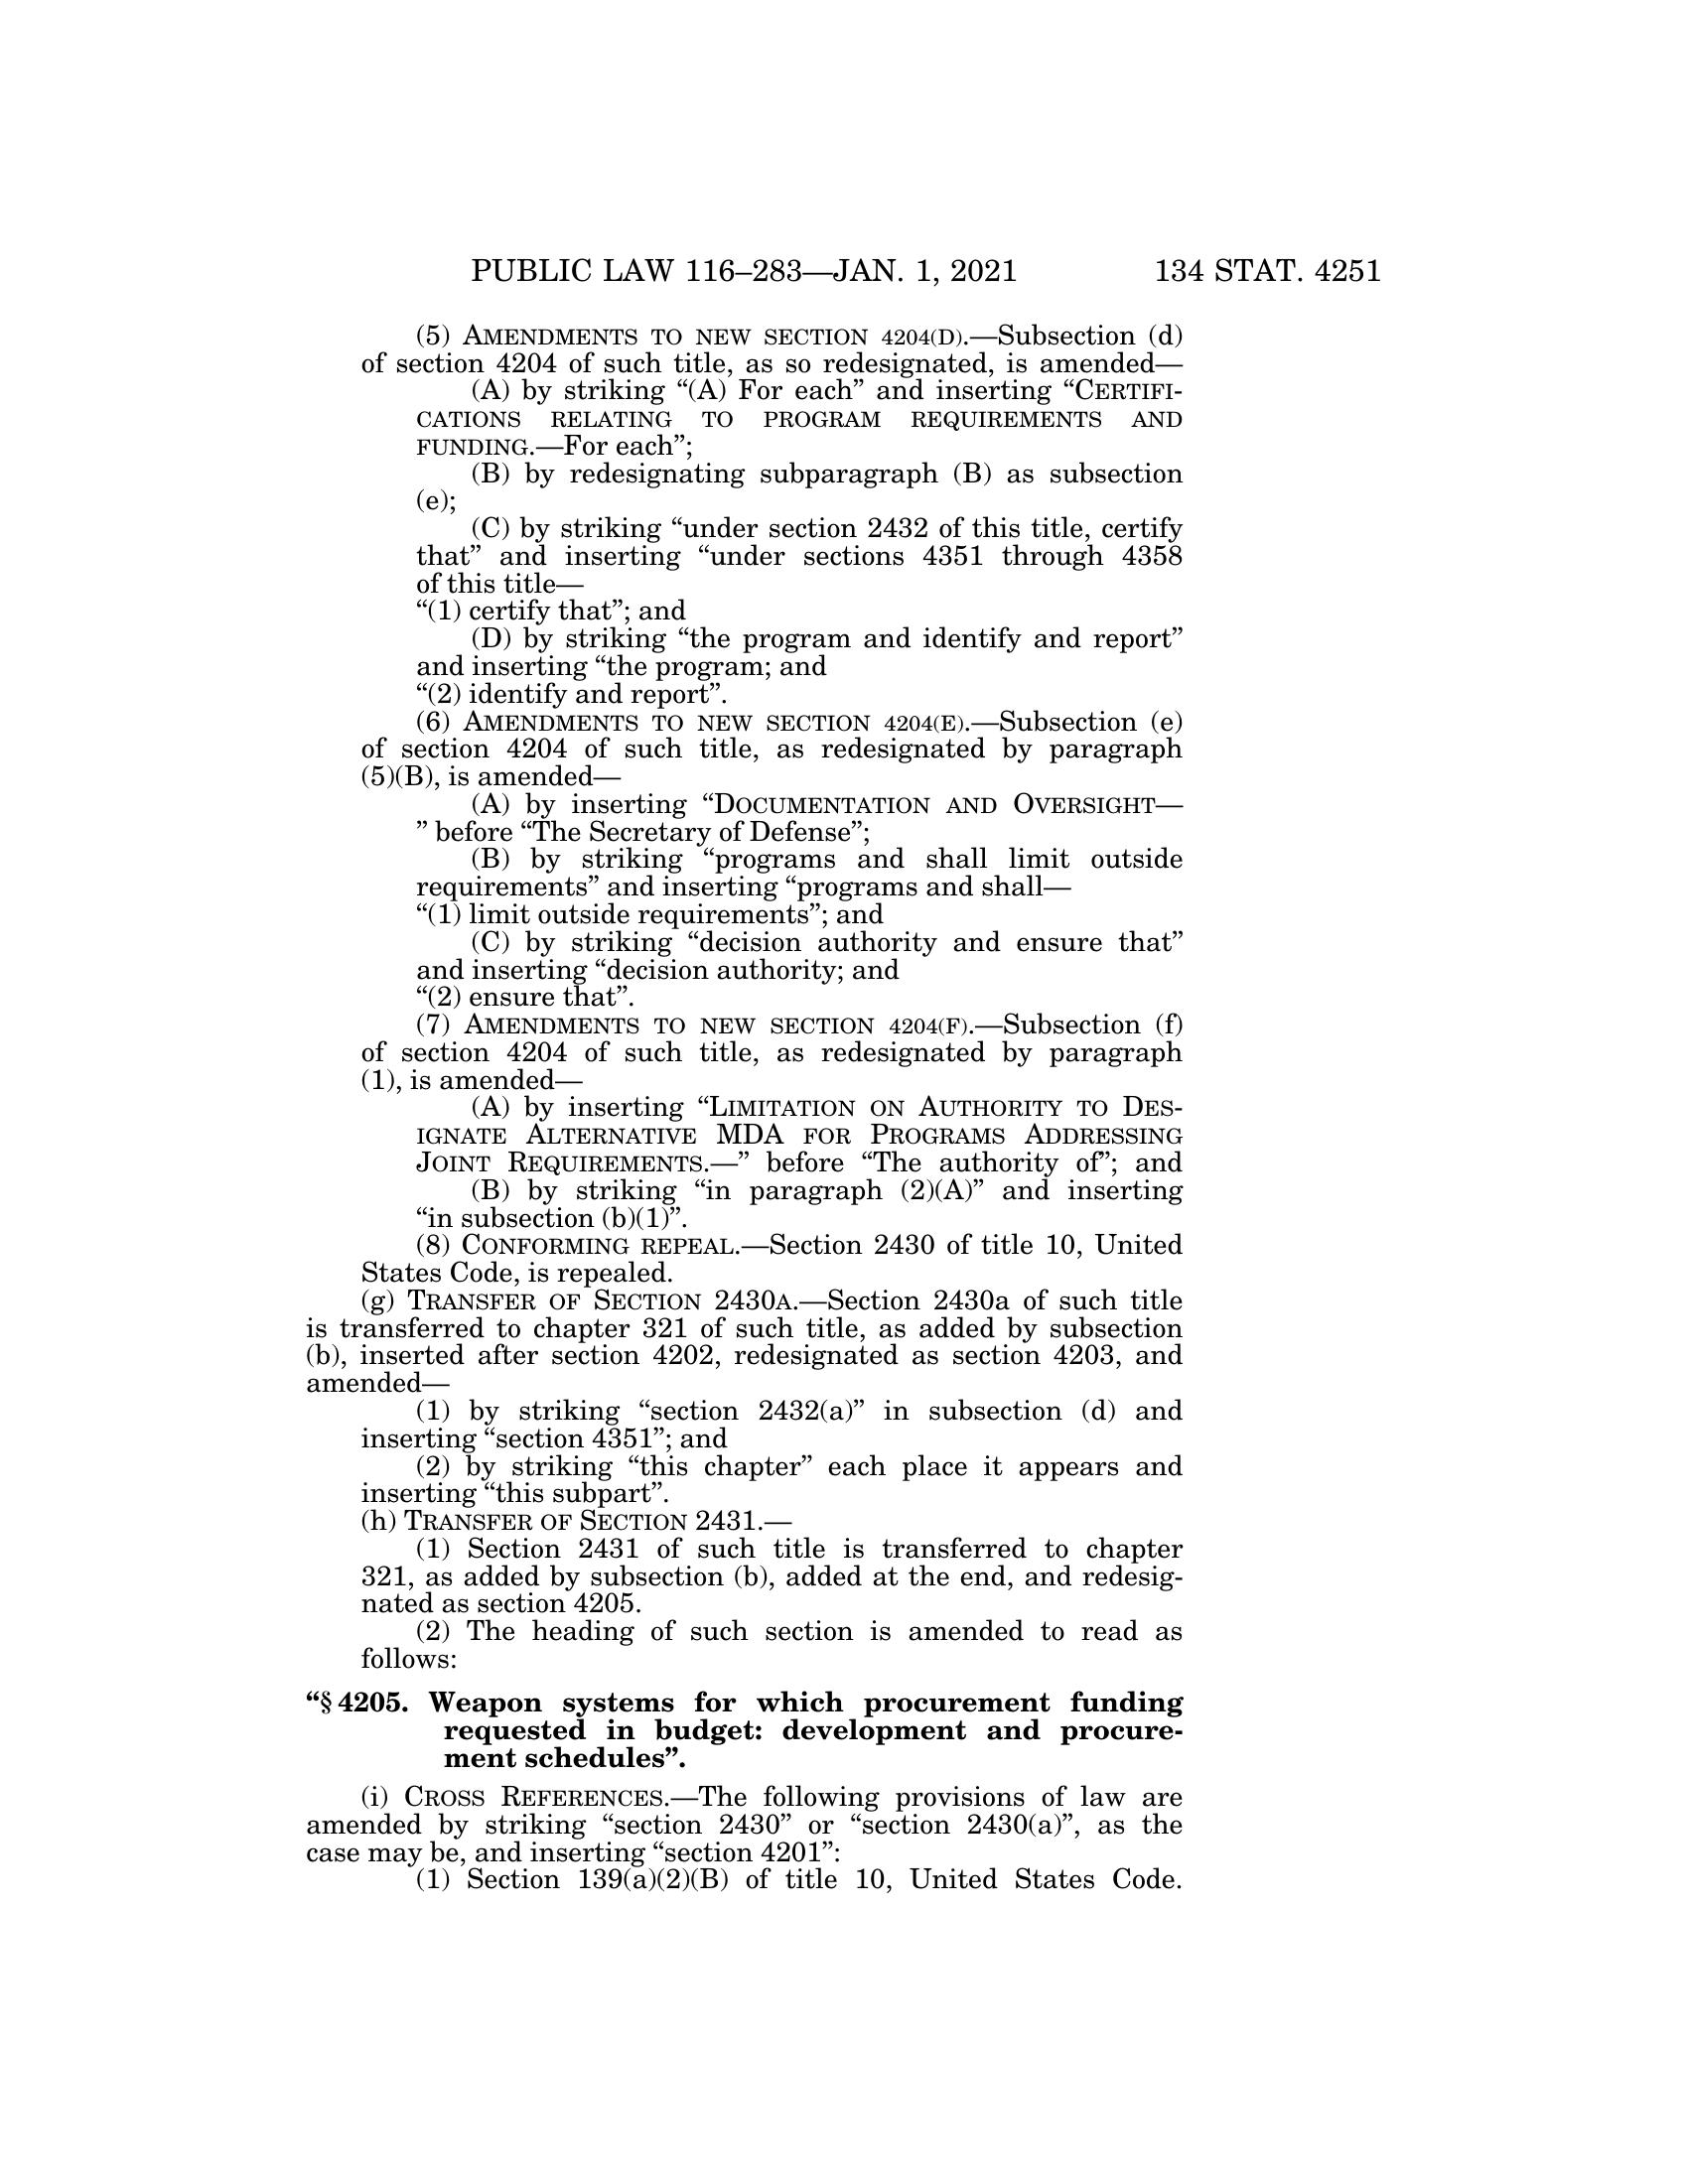 PUBLIC LAW 116–283—JAN. 1, 2021 134 STAT. 4251
(5) AMENDMENTS TO NEW SECTION 4204(D).—Subsection (d)
of section 4204 of such title, as so redesignated, is amended—
(A) by striking “(A) For each” and inserting “CERTIFI-
CATIONS RELATING TO PROGRAM REQUIREMENTS AND
FUNDING.—For each”;
(B) by redesignating subparagraph (B) as subsection
(e);
(C) by striking “under section 2432 of this title, certify
that” and inserting “under sections 4351 through 4358
of this title—
“(1) certify that”; and
(D) by striking “the program and identify and report”
and inserting “the program; and
“(2) identify and report”.
(6) AMENDMENTS TO NEW SECTION 4204(E).—Subsection (e)
of section 4204 of such title, as redesignated by paragraph
(5)(B), is amended—
(A) by inserting “DOCUMENTATION AND OVERSIGHT—
” before “The Secretary of Defense”;
(B) by striking “programs and shall limit outside
requirements” and inserting “programs and shall—
“(1) limit outside requirements”; and
(C) by striking “decision authority and ensure that”
and inserting “decision authority; and
“(2) ensure that”.
(7) AMENDMENTS TO NEW SECTION 4204(F).—Subsection (f)
of section 4204 of such title, as redesignated by paragraph
(1), is amended—
(A) by inserting “LIMITATION ON AUTHORITY TO DES-
IGNATE ALTERNATIVE MDA FOR PROGRAMS ADDRESSING
JOINT REQUIREMENTS.—” before “The authority of”; and
(B) by striking “in paragraph (2)(A)” and inserting
“in subsection (b)(1)”.
(8) CONFORMING REPEAL.—Section 2430 of title 10, United
States Code, is repealed.
(g) TRANSFER OF SECTION 2430A.—Section 2430a of such title
is transferred to chapter 321 of such title, as added by subsection
(b), inserted after section 4202, redesignated as section 4203, and
amended—
(1) by striking “section 2432(a)” in subsection (d) and
inserting “section 4351”; and
(2) by striking “this chapter” each place it appears and
inserting “this subpart”.
(h) TRANSFER OF SECTION 2431.—
(1) Section 2431 of such title is transferred to chapter
321, as added by subsection (b), added at the end, and redesig-
nated as section 4205.
(2) The heading of such section is amended to read as
follows:
“§ 4205. Weapon systems for which procurement funding
requested in budget: development and procure-
ment schedules”.
(i) CROSS REFERENCES.—The following provisions of law are
amended by striking “section 2430” or “section 2430(a)”, as the
case may be, and inserting “section 4201”:
(1) Section 139(a)(2)(B) of title 10, United States Code.